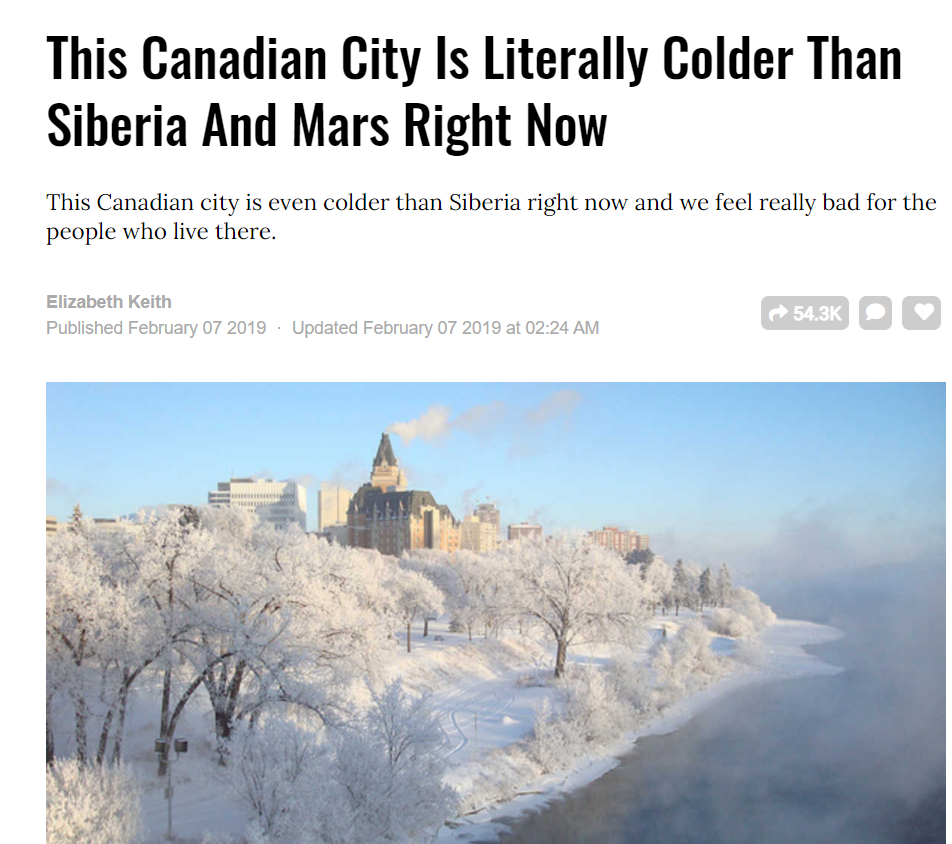 This Canadian City Is Literally Colder Than
Siberia And Mars Right Now
This Canadian city is even colder than Siberia right now and we feel really bad for the
people who live there.
Elizabeth Keith
Published February 07 2019 · Updated February 07 2019 at 02:24 AM
54.3K